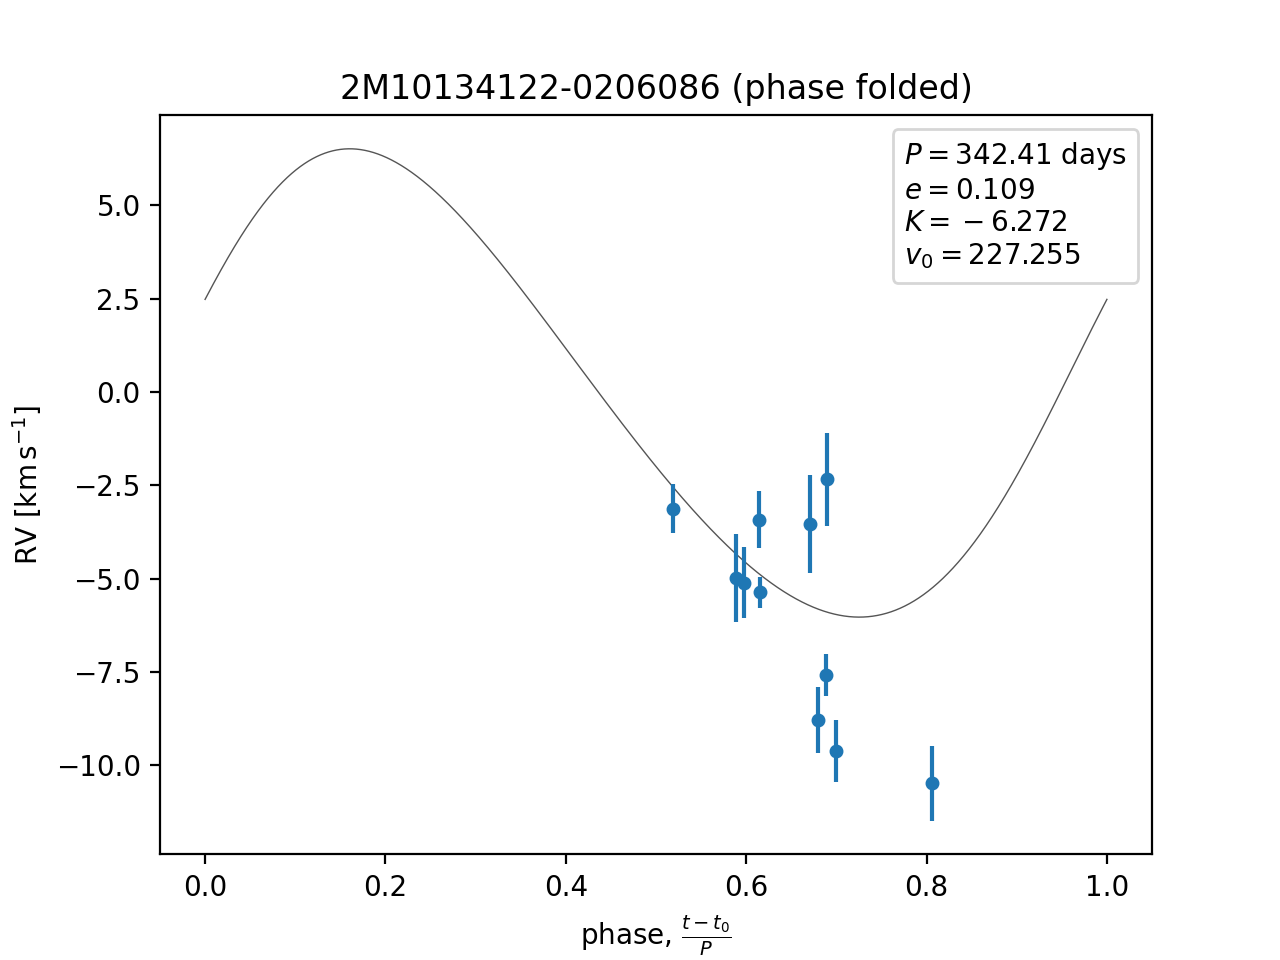 2M10134122-0206086 (phase folded)
P = 342.41 days
e = 0.109
K = −6.272
v₀ = 227.255
RV [km s⁻¹]
5.0
2.5
0.0
−2.5
−5.0
−7.5
−10.0
0.0 0.2 0.4 0.6 0.8 1.0
phase, (t − t₀)/P